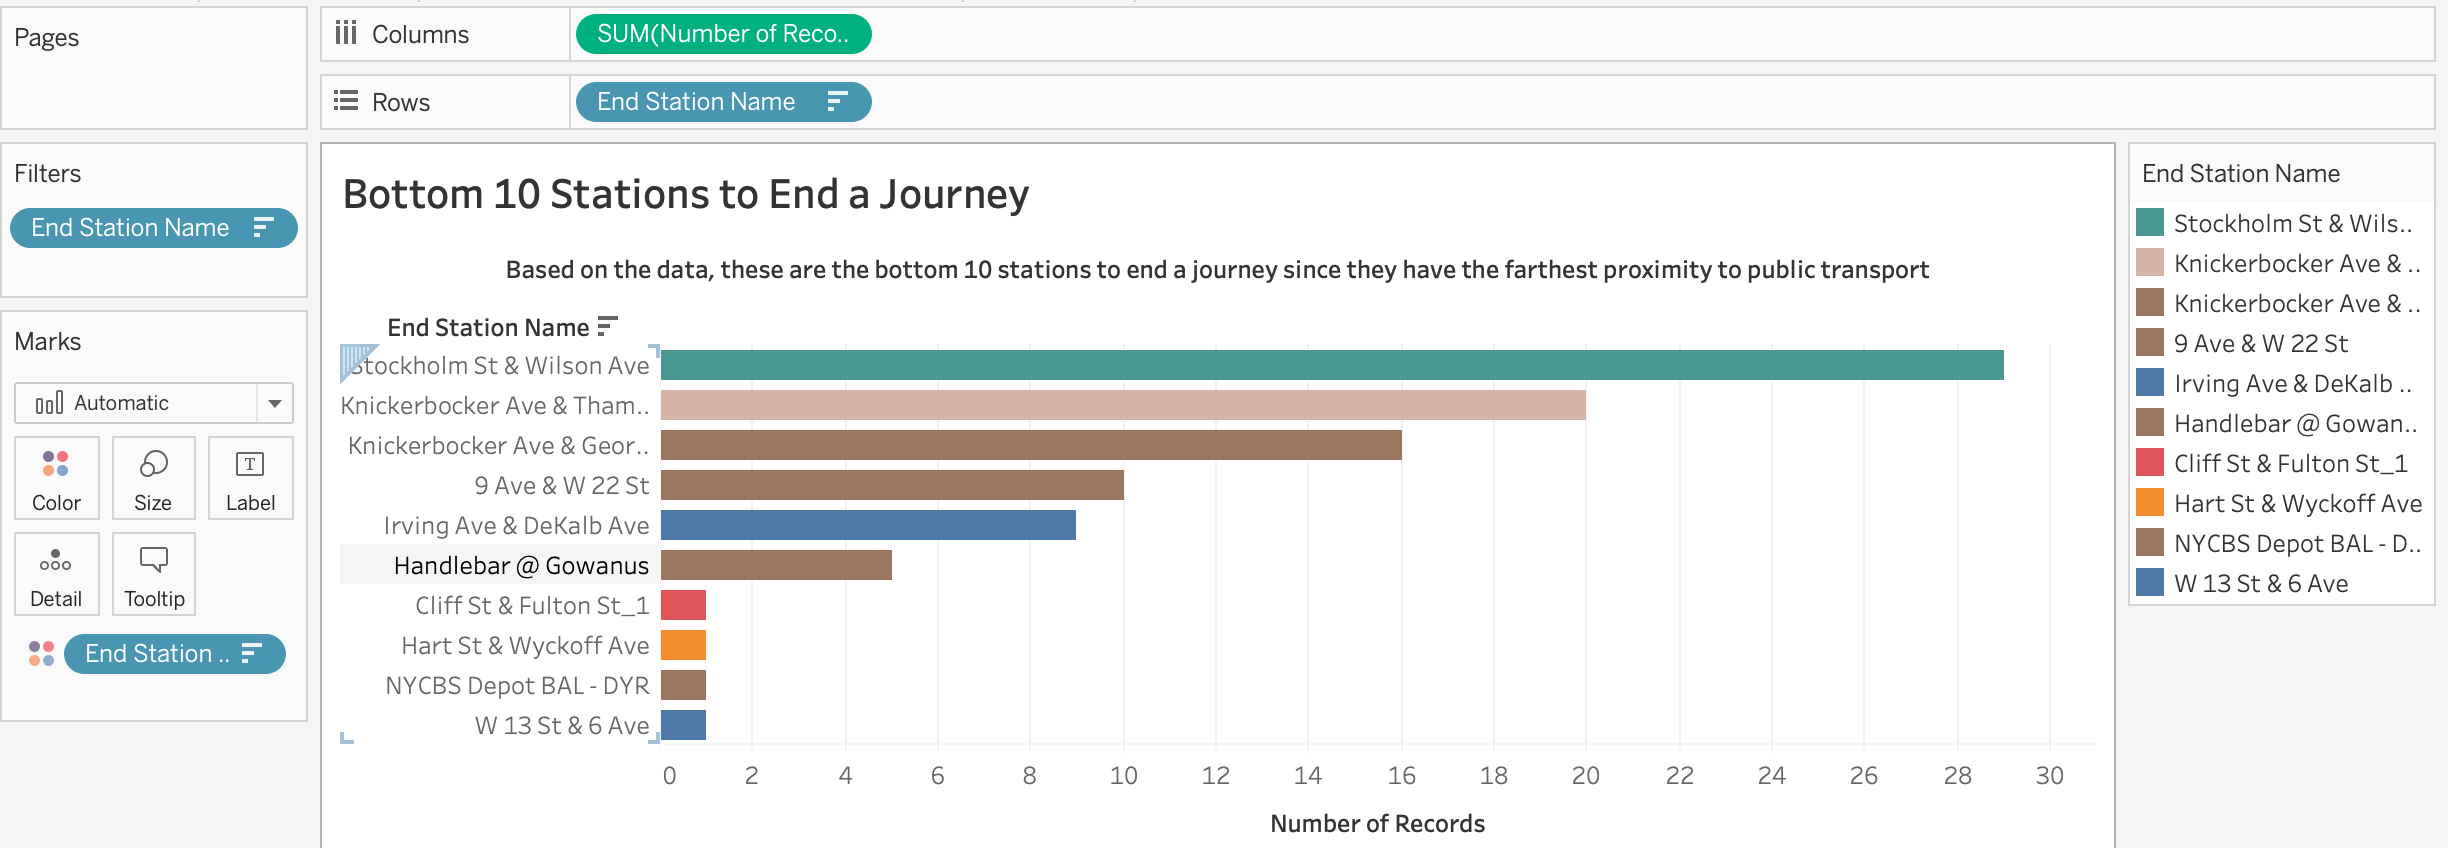 Pages
Columns
SUM(Number of Reco..
Rows
End Station Name
Filters
End Station Name
Marks
Automatic
Color
Size
Label
Detail
Tooltip
End Station ..
Bottom 10 Stations to End a Journey
Based on the data, these are the bottom 10 stations to end a journey since they have the farthest proximity to public transport
End Station Name
Stockholm St & Wilson Ave
Knickerbocker Ave & Tham..
Knickerbocker Ave & Geor..
9 Ave & W 22 St
Irving Ave & DeKalb Ave
Handlebar @ Gowanus
Cliff St & Fulton St_1
Hart St & Wyckoff Ave
NYCBS Depot BAL - DYR
W 13 St & 6 Ave
0 2 4 6 8 10 12 14 16 18 20 22 24 26 28 30
Number of Records
End Station Name
Stockholm St & Wils..
Knickerbocker Ave & ..
Knickerbocker Ave & ..
9 Ave & W 22 St
Irving Ave & DeKalb ..
Handlebar @ Gowan..
Cliff St & Fulton St_1
Hart St & Wyckoff Ave
NYCBS Depot BAL - D..
W 13 St & 6 Ave